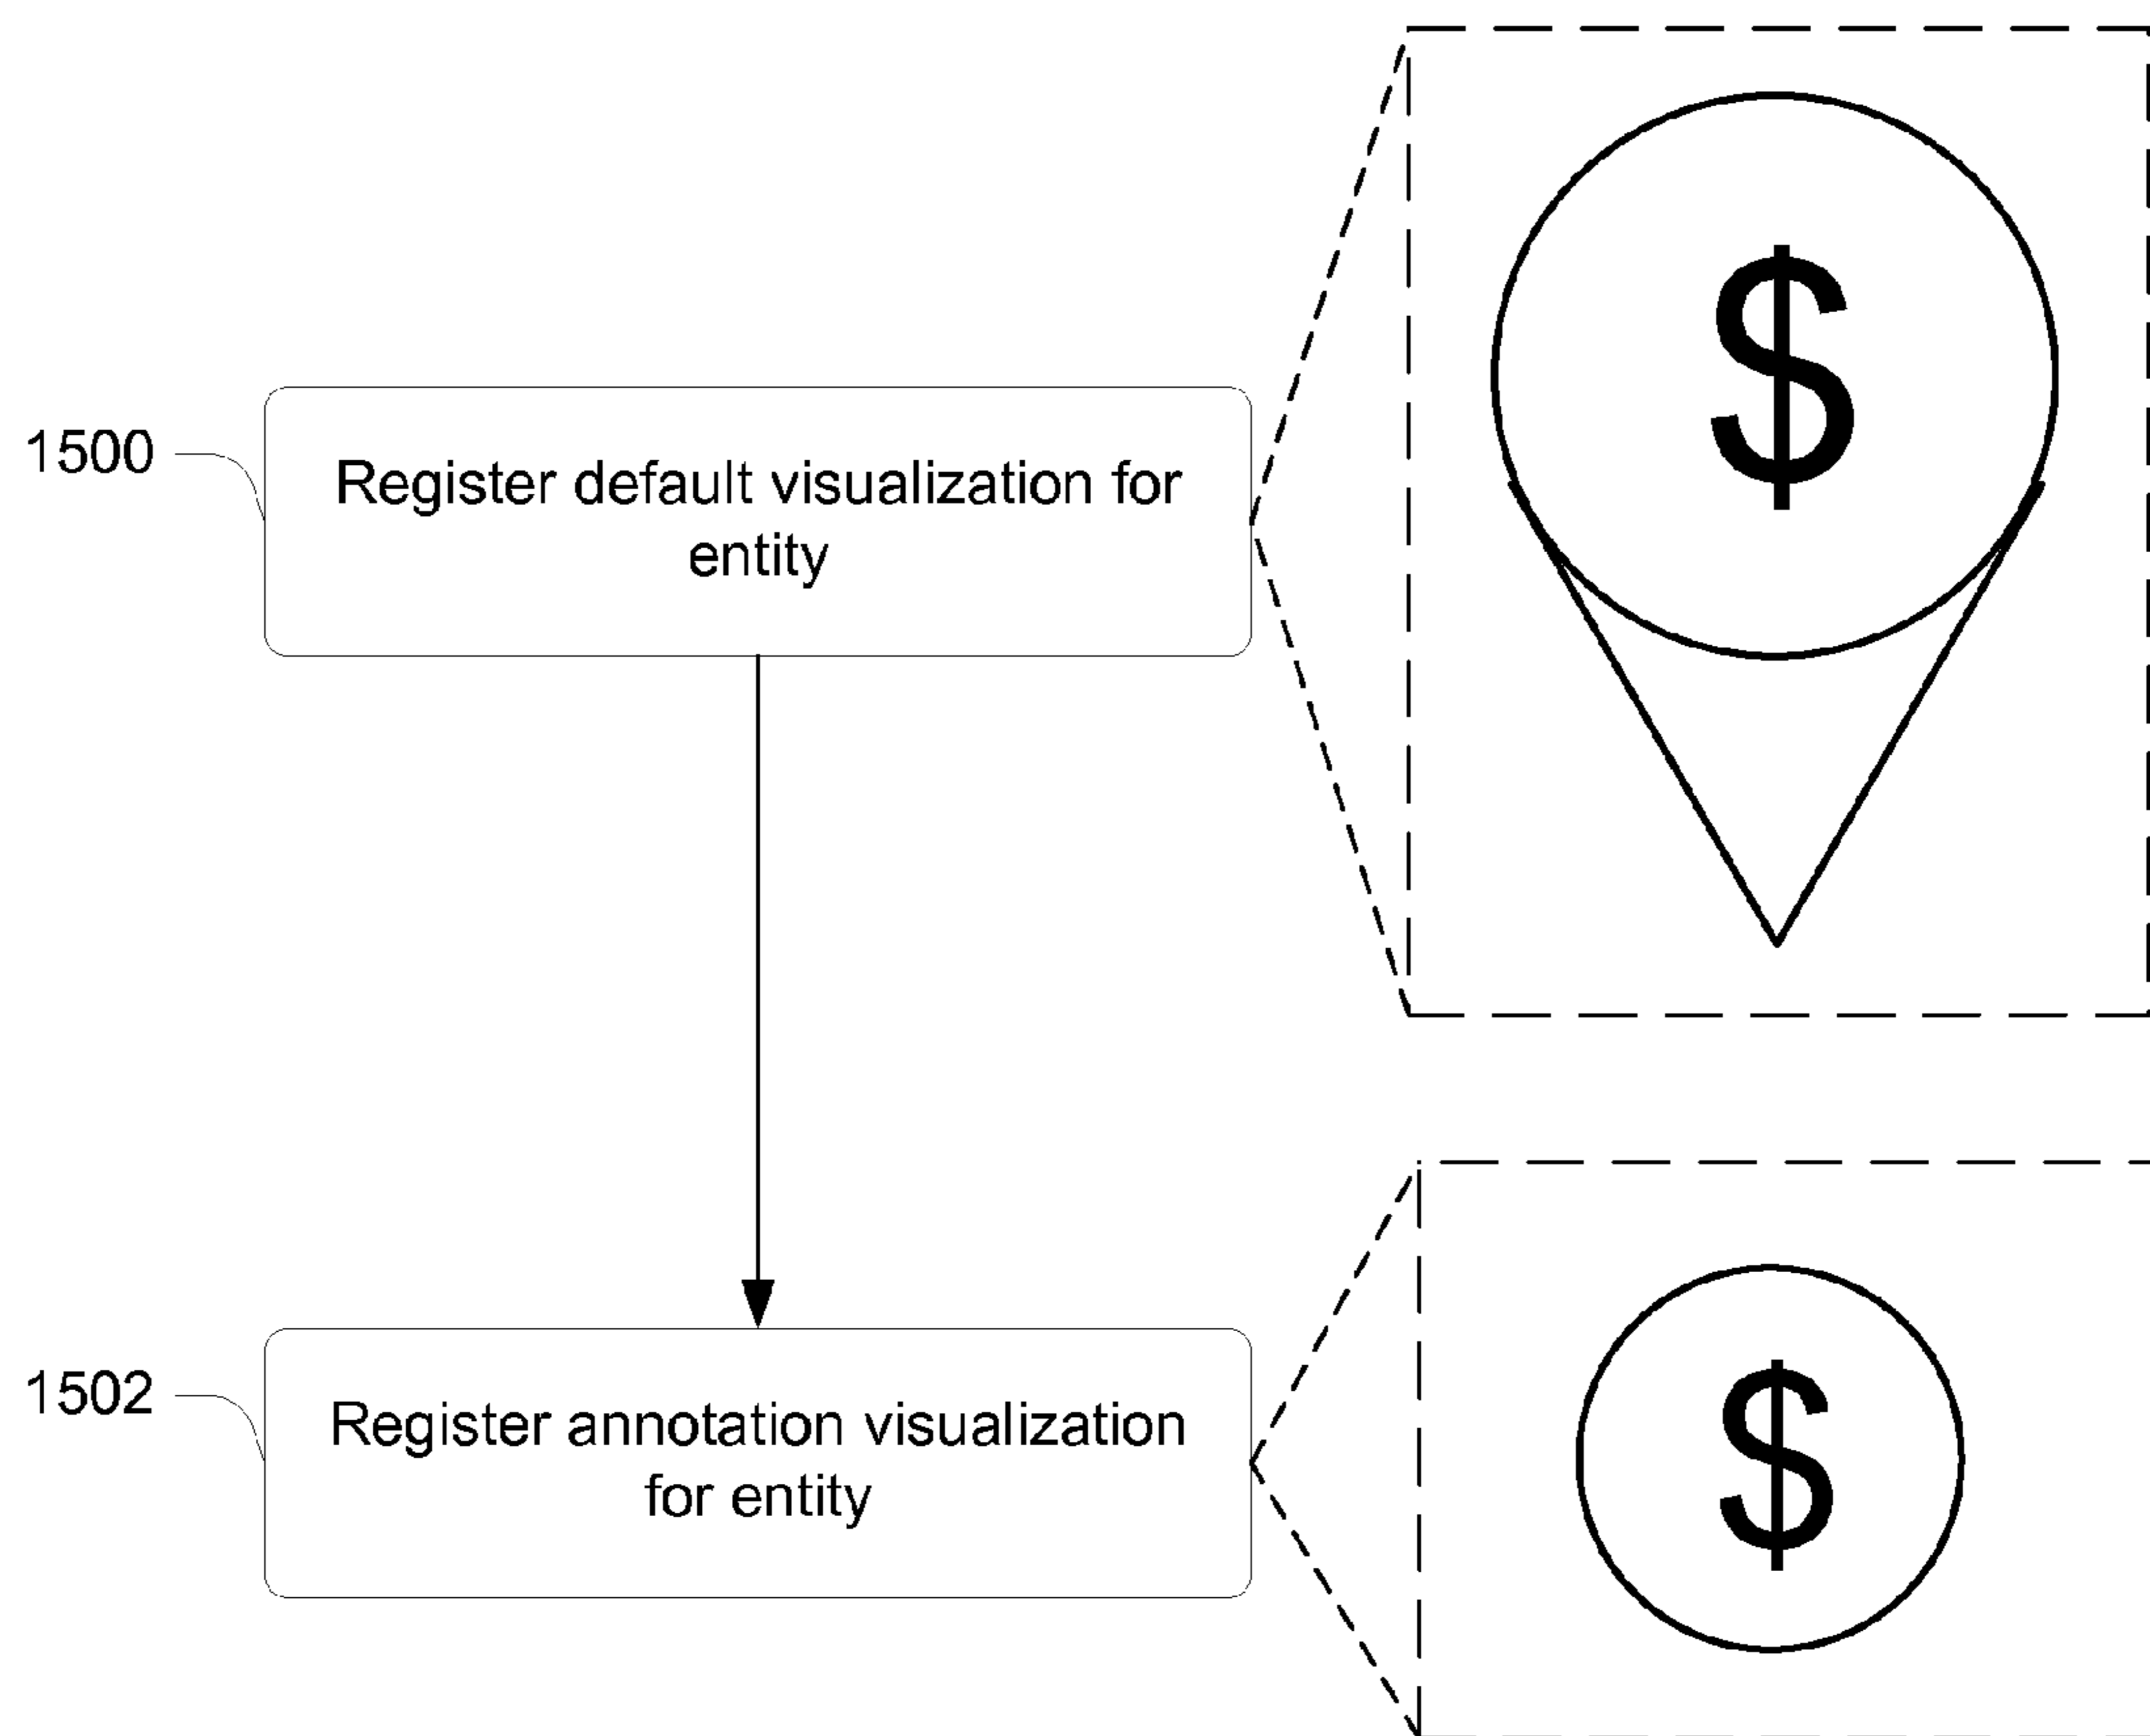 $
1500
Register default visualization for
entity
$
1502
Register annotation visualization
for entity